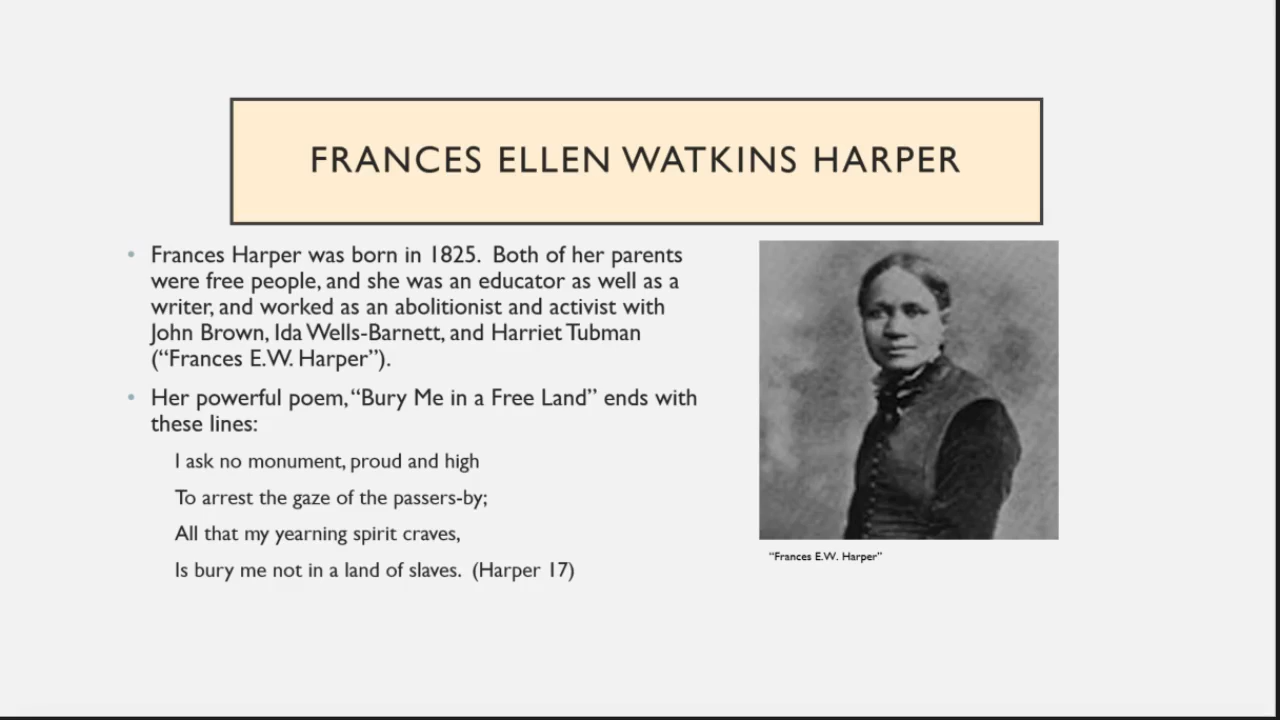 FRANCES ELLEN WATKINS HARPER
• Frances Harper was born in 1825. Both of her parents
were free people, and she was an educator as well as a
writer, and worked as an abolitionist and activist with
John Brown, Ida Wells-Barnett, and Harriet Tubman
(“Frances E.W. Harper”).
• Her powerful poem, “Bury Me in a Free Land” ends with
these lines:
I ask no monument, proud and high
To arrest the gaze of the passers-by;
All that my yearning spirit craves,
Is bury me not in a land of slaves. (Harper 17)
“Frances E.W. Harper”